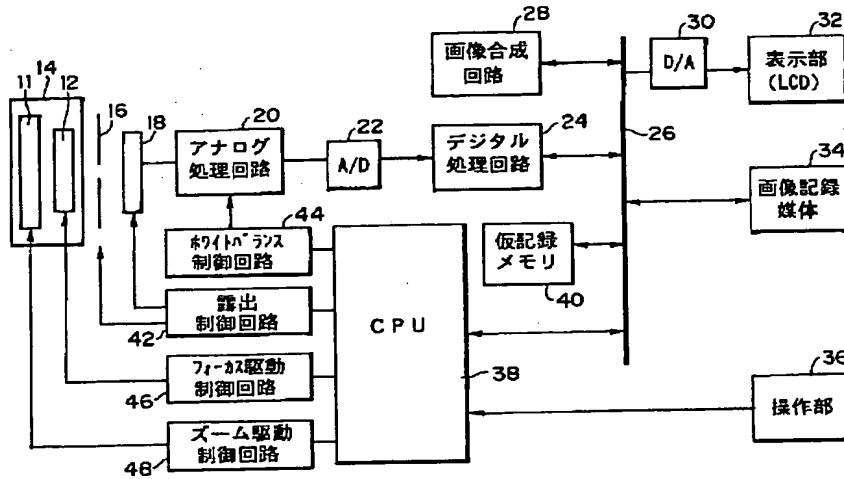 28
画像合成
回路
30
D/A
32
表示部
(LCD)
14
11
12
16
18
20
アナログ
処理回路
22
A/D
24
デジタル
処理回路
26
34
画像記録
媒体
44
ホワイトバランス
制御回路
仮記録
メモリ
40
露出
制御回路
42
CPU
38
フォーカス駆動
制御回路
46
36
操作部
ズーム駆動
制御回路
48